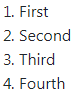 1. First
2. Second
3. Third
4. Fourth